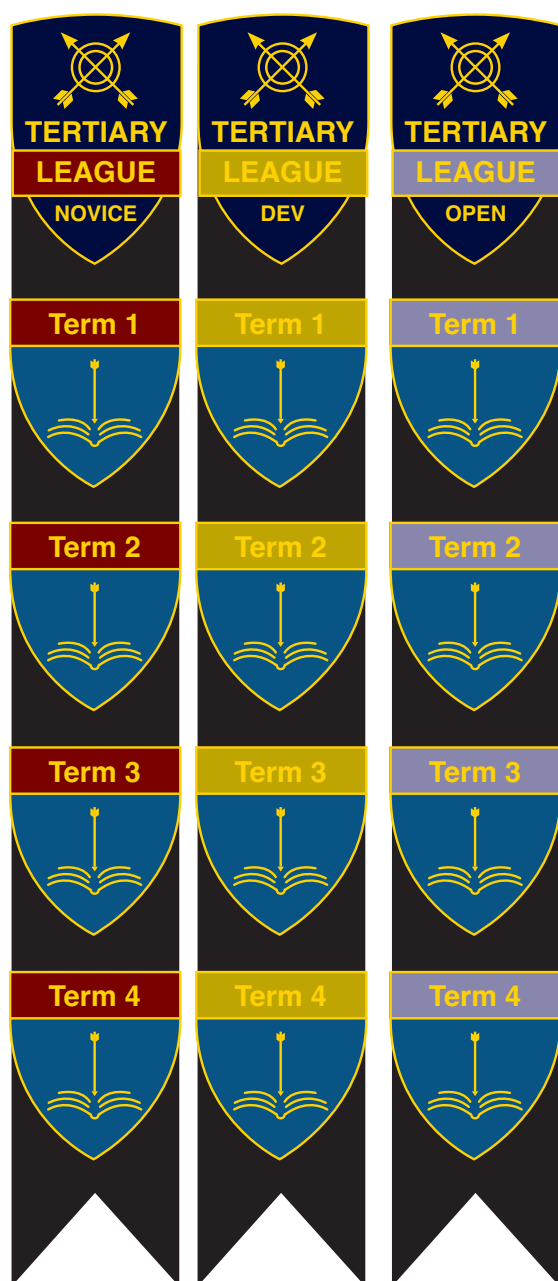 TERTIARY
LEAGUE
NOVICE
Term 1
Term 2
Term 3
Term 4
TERTIARY
LEAGUE
DEV
Term 1
Term 2
Term 3
Term 4
TERTIARY
LEAGUE
OPEN
Term 1
Term 2
Term 3
Term 4